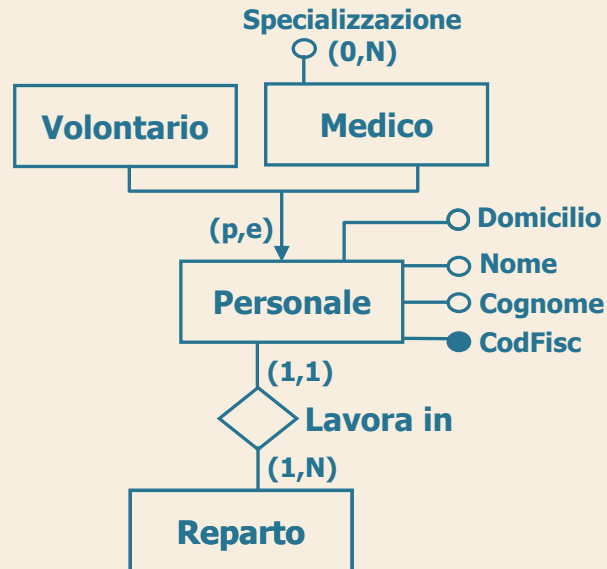 Specializzazione
(0,N)
Volontario
Medico
(p,e)
Domicilio
Nome
Personale
Cognome
CodFisc
(1,1)
Lavora in
(1,N)
Reparto